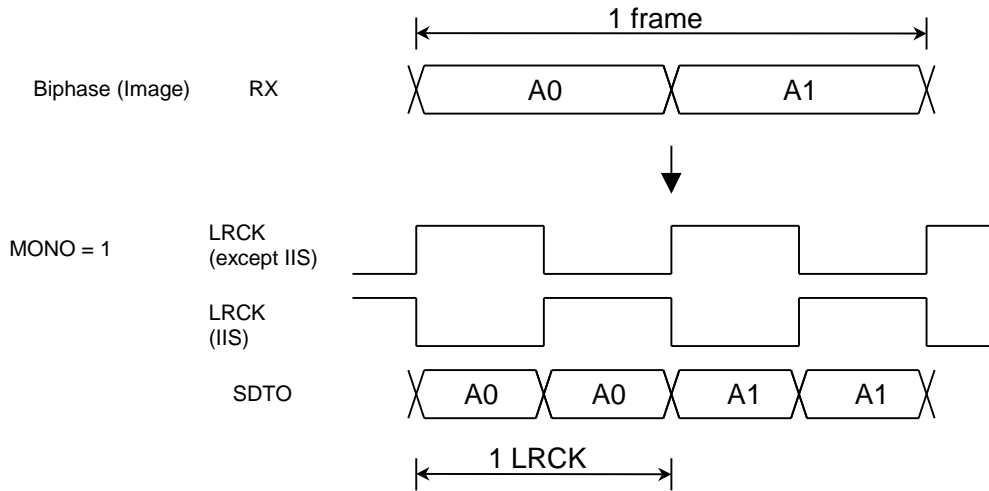 1 frame
Biphase (Image) RX A0 A1
MONO = 1
LRCK
(except IIS)
LRCK
(IIS)
SDTO A0 A0 A1 A1
1 LRCK